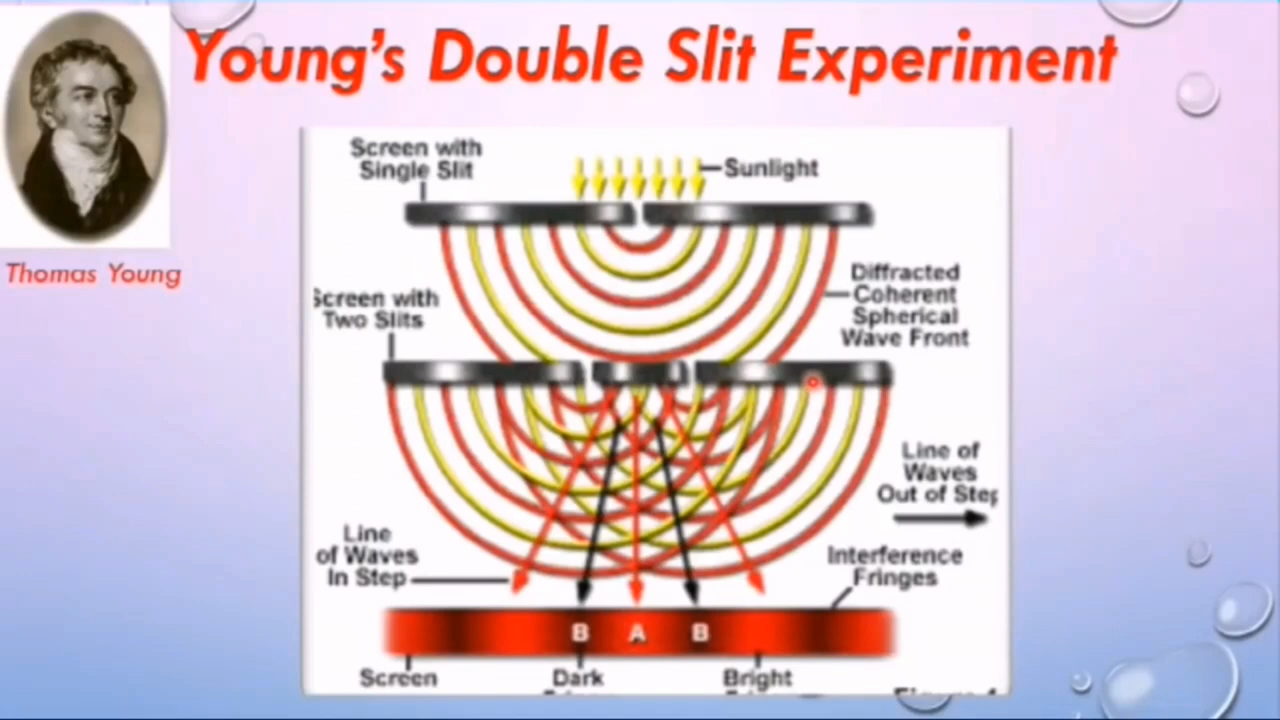 Young's Double Slit Experiment
Thomas Young
Screen with
Single Slit
Sunlight
Diffracted
Coherent
Spherical
Wave Front
Screen with
Two Slits
Line of
Waves
Out of Step
Line
of Waves
In Step
Interference
Fringes
B A B
Screen
Dark
Bright